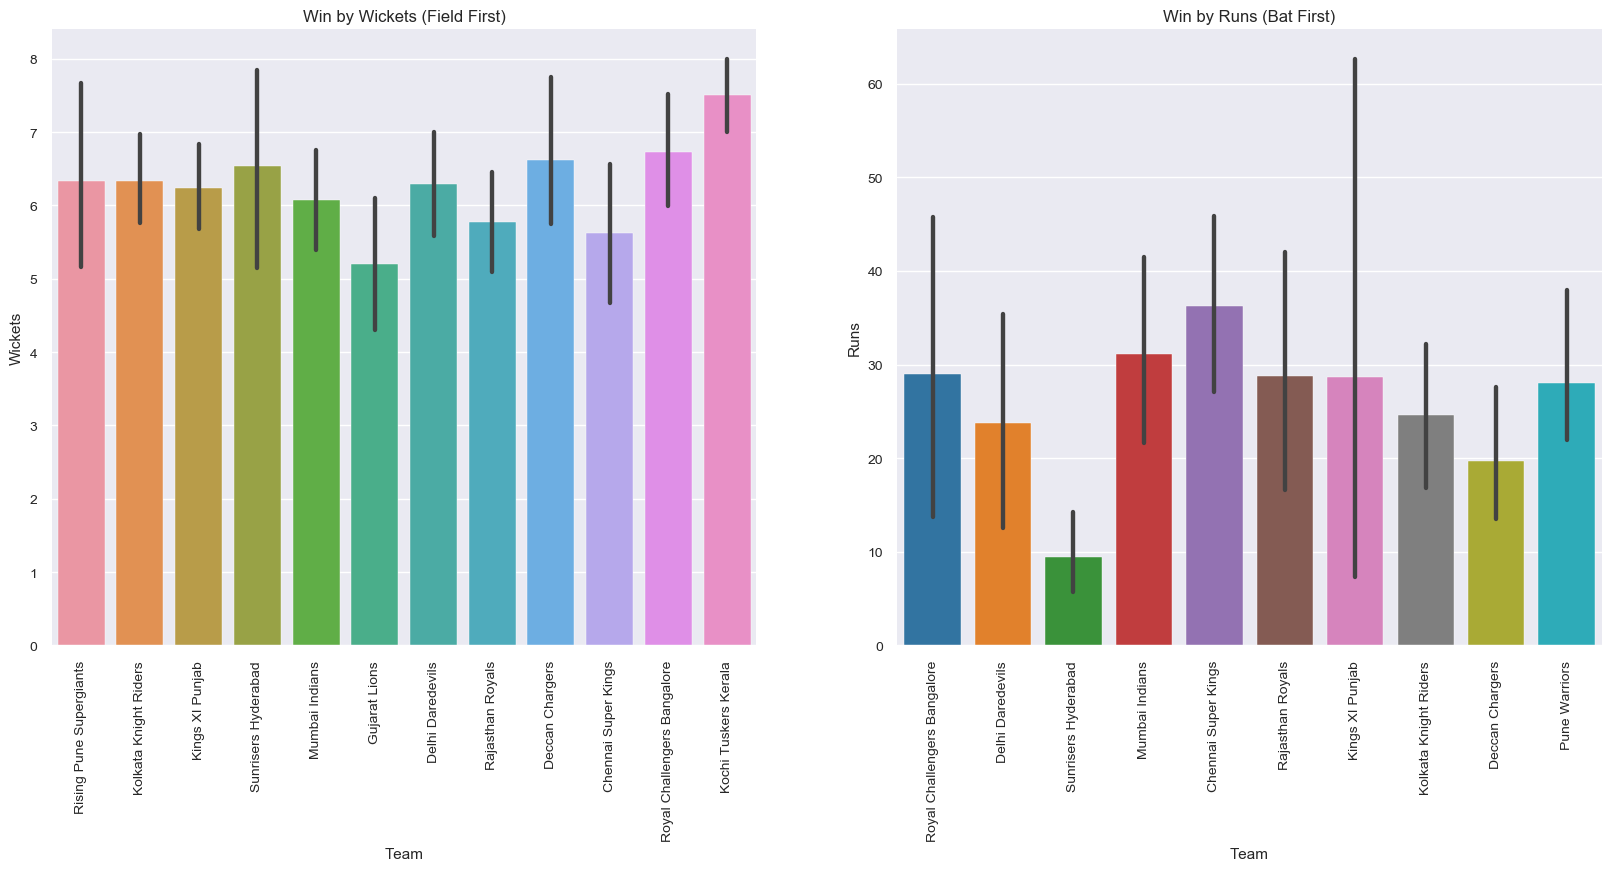 Win by Wickets (Field First)
Wickets
8
7
6
5
4
3
2
1
0
Rising Pune Supergiants
Kolkata Knight Riders
Kings XI Punjab
Sunrisers Hyderabad
Mumbai Indians
Gujarat Lions
Delhi Daredevils
Rajasthan Royals
Deccan Chargers
Chennai Super Kings
Royal Challengers Bangalore
Kochi Tuskers Kerala
Team
Win by Runs (Bat First)
Runs
60
50
40
30
20
10
0
Royal Challengers Bangalore
Delhi Daredevils
Sunrisers Hyderabad
Mumbai Indians
Chennai Super Kings
Rajasthan Royals
Kings XI Punjab
Kolkata Knight Riders
Deccan Chargers
Pune Warriors
Team